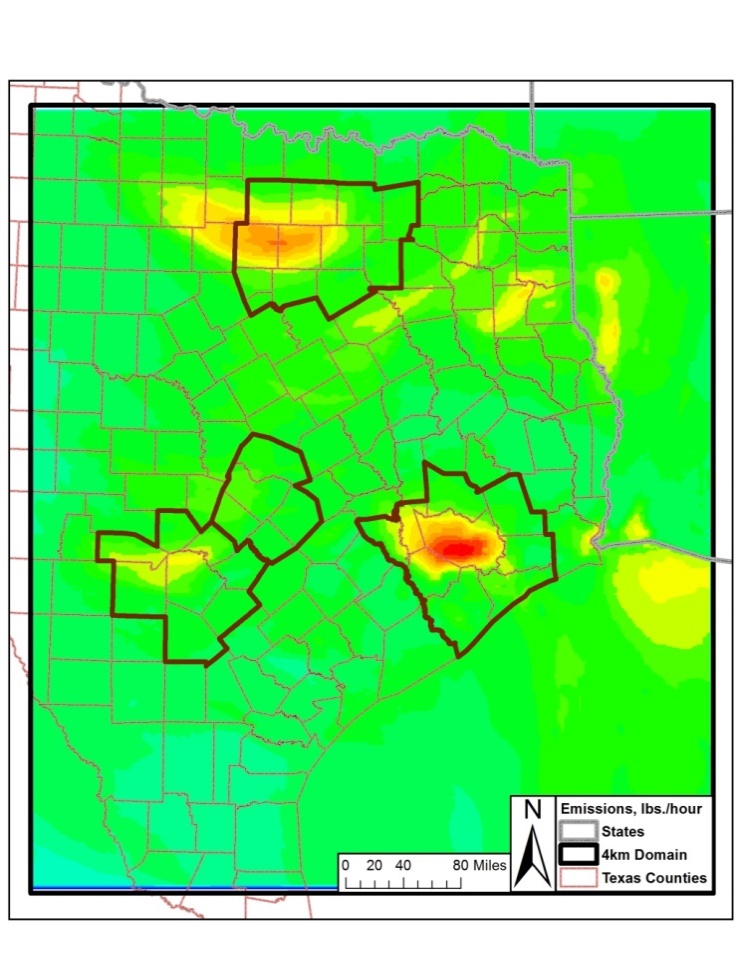 N
Emissions, lbs./hour
States
4km Domain
Texas Counties
0 20 40 80 Miles